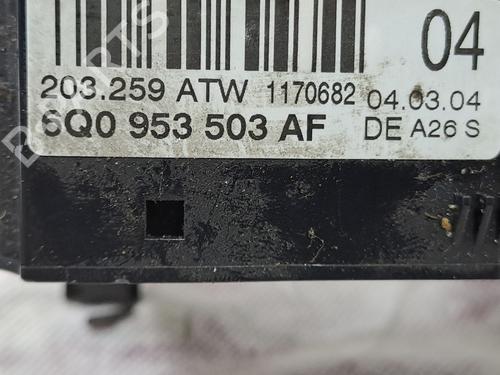 04
203.259 ATW 1170682 04.03.04
6Q0 953 503 AF DE A26 S